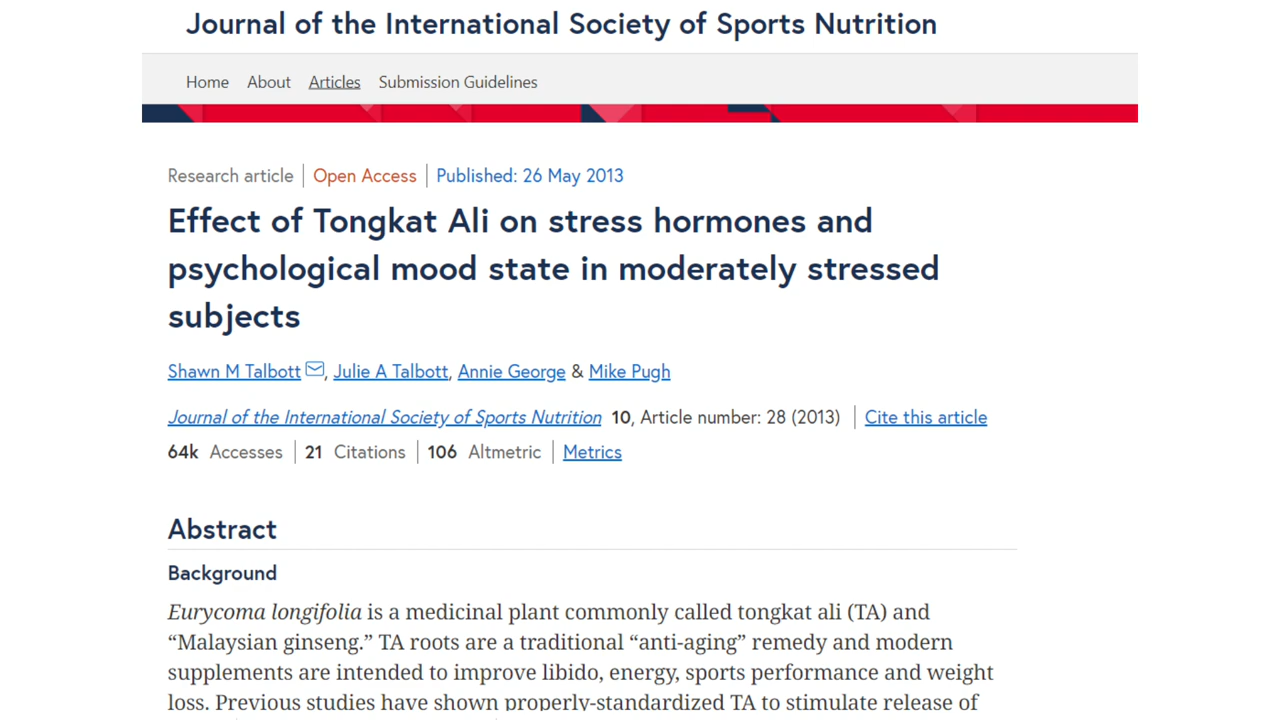 Journal of the International Society of Sports Nutrition
Home About Articles Submission Guidelines
Research article Open Access Published: 26 May 2013
Effect of Tongkat Ali on stress hormones and
psychological mood state in moderately stressed
subjects
Shawn M Talbott, Julie A Talbott, Annie George & Mike Pugh
Journal of the International Society of Sports Nutrition 10, Article number: 28 (2013) Cite this article
64k Accesses 21 Citations 106 Altmetric Metrics
Abstract
Background
Eurycoma longifolia is a medicinal plant commonly called tongkat ali (TA) and
“Malaysian ginseng.” TA roots are a traditional “anti-aging” remedy and modern
supplements are intended to improve libido, energy, sports performance and weight
loss. Previous studies have shown properly-standardized TA to stimulate release of